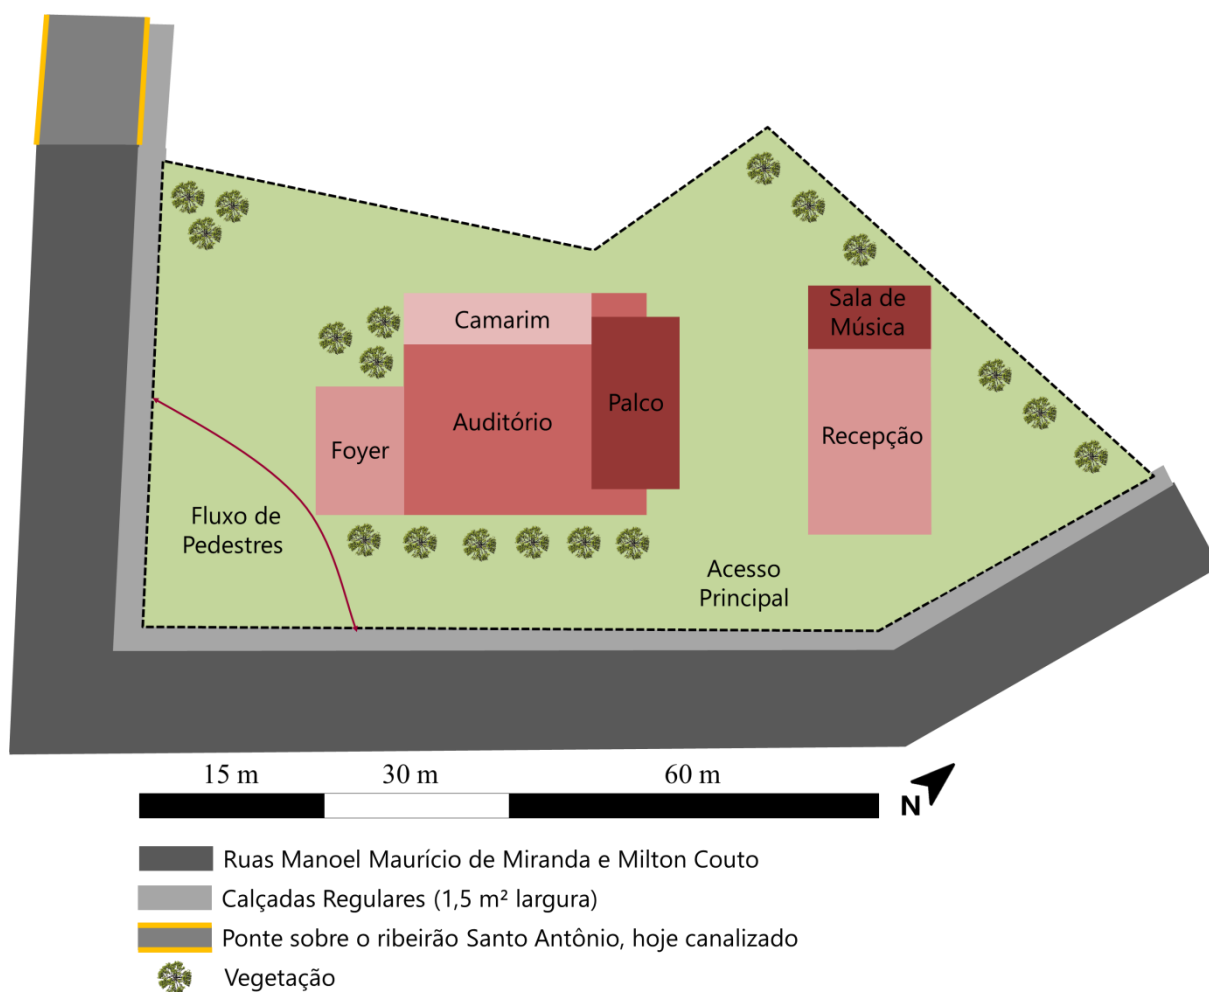 Camarim
Sala de
Música
Palco
Auditório
Foyer
Recepção
Fluxo de
Pedestres
Acesso
Principal
15 m
30 m
60 m
N
Ruas Manoel Maurício de Miranda e Milton Couto
Calçadas Regulares (1,5 m² largura)
Ponte sobre o ribeirão Santo Antônio, hoje canalizado
Vegetação